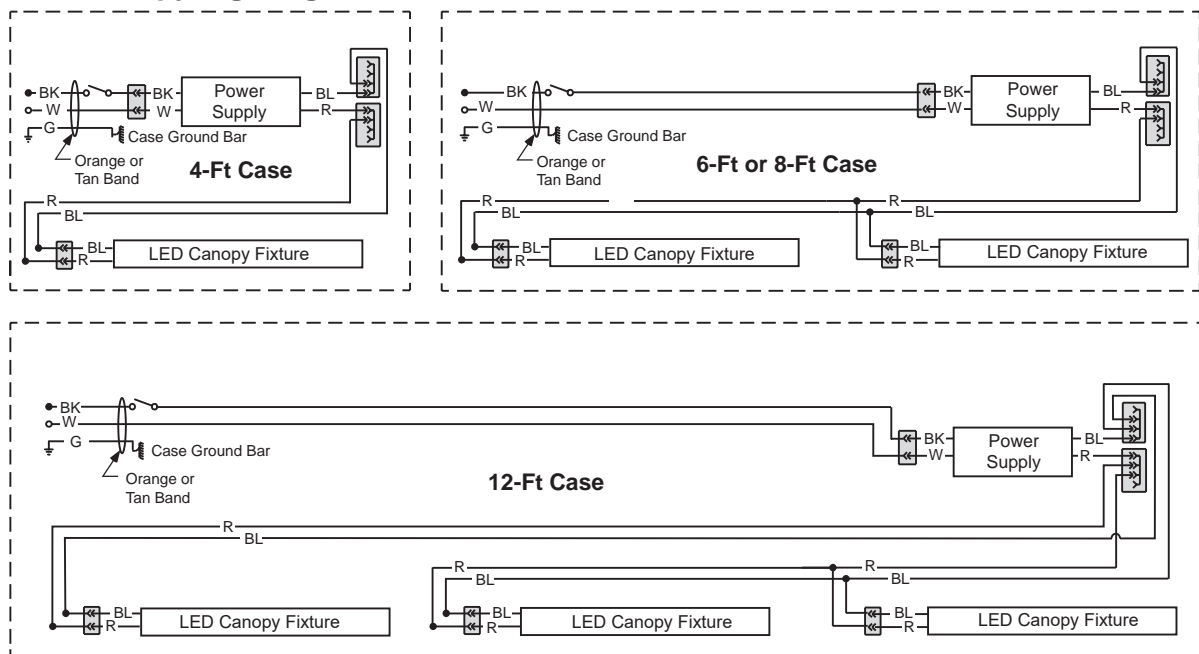 BK
BK
Power
Supply
BL
W
W
R
G
Case Ground Bar
Orange or
Tan Band
4-Ft Case
R
BL
BL
R
LED Canopy Fixture
BK
BK
Power
Supply
BL
W
W
R
G
Case Ground Bar
Orange or
Tan Band
6-Ft or 8-Ft Case
R
R
BL
BL
BL
R
LED Canopy Fixture
BL
R
LED Canopy Fixture
BK
W
BK
W
Power
Supply
BL
R
G
Case Ground Bar
Orange or
Tan Band
12-Ft Case
R
BL
R
R
BL
BL
BL
R
LED Canopy Fixture
BL
R
LED Canopy Fixture
BL
R
LED Canopy Fixture